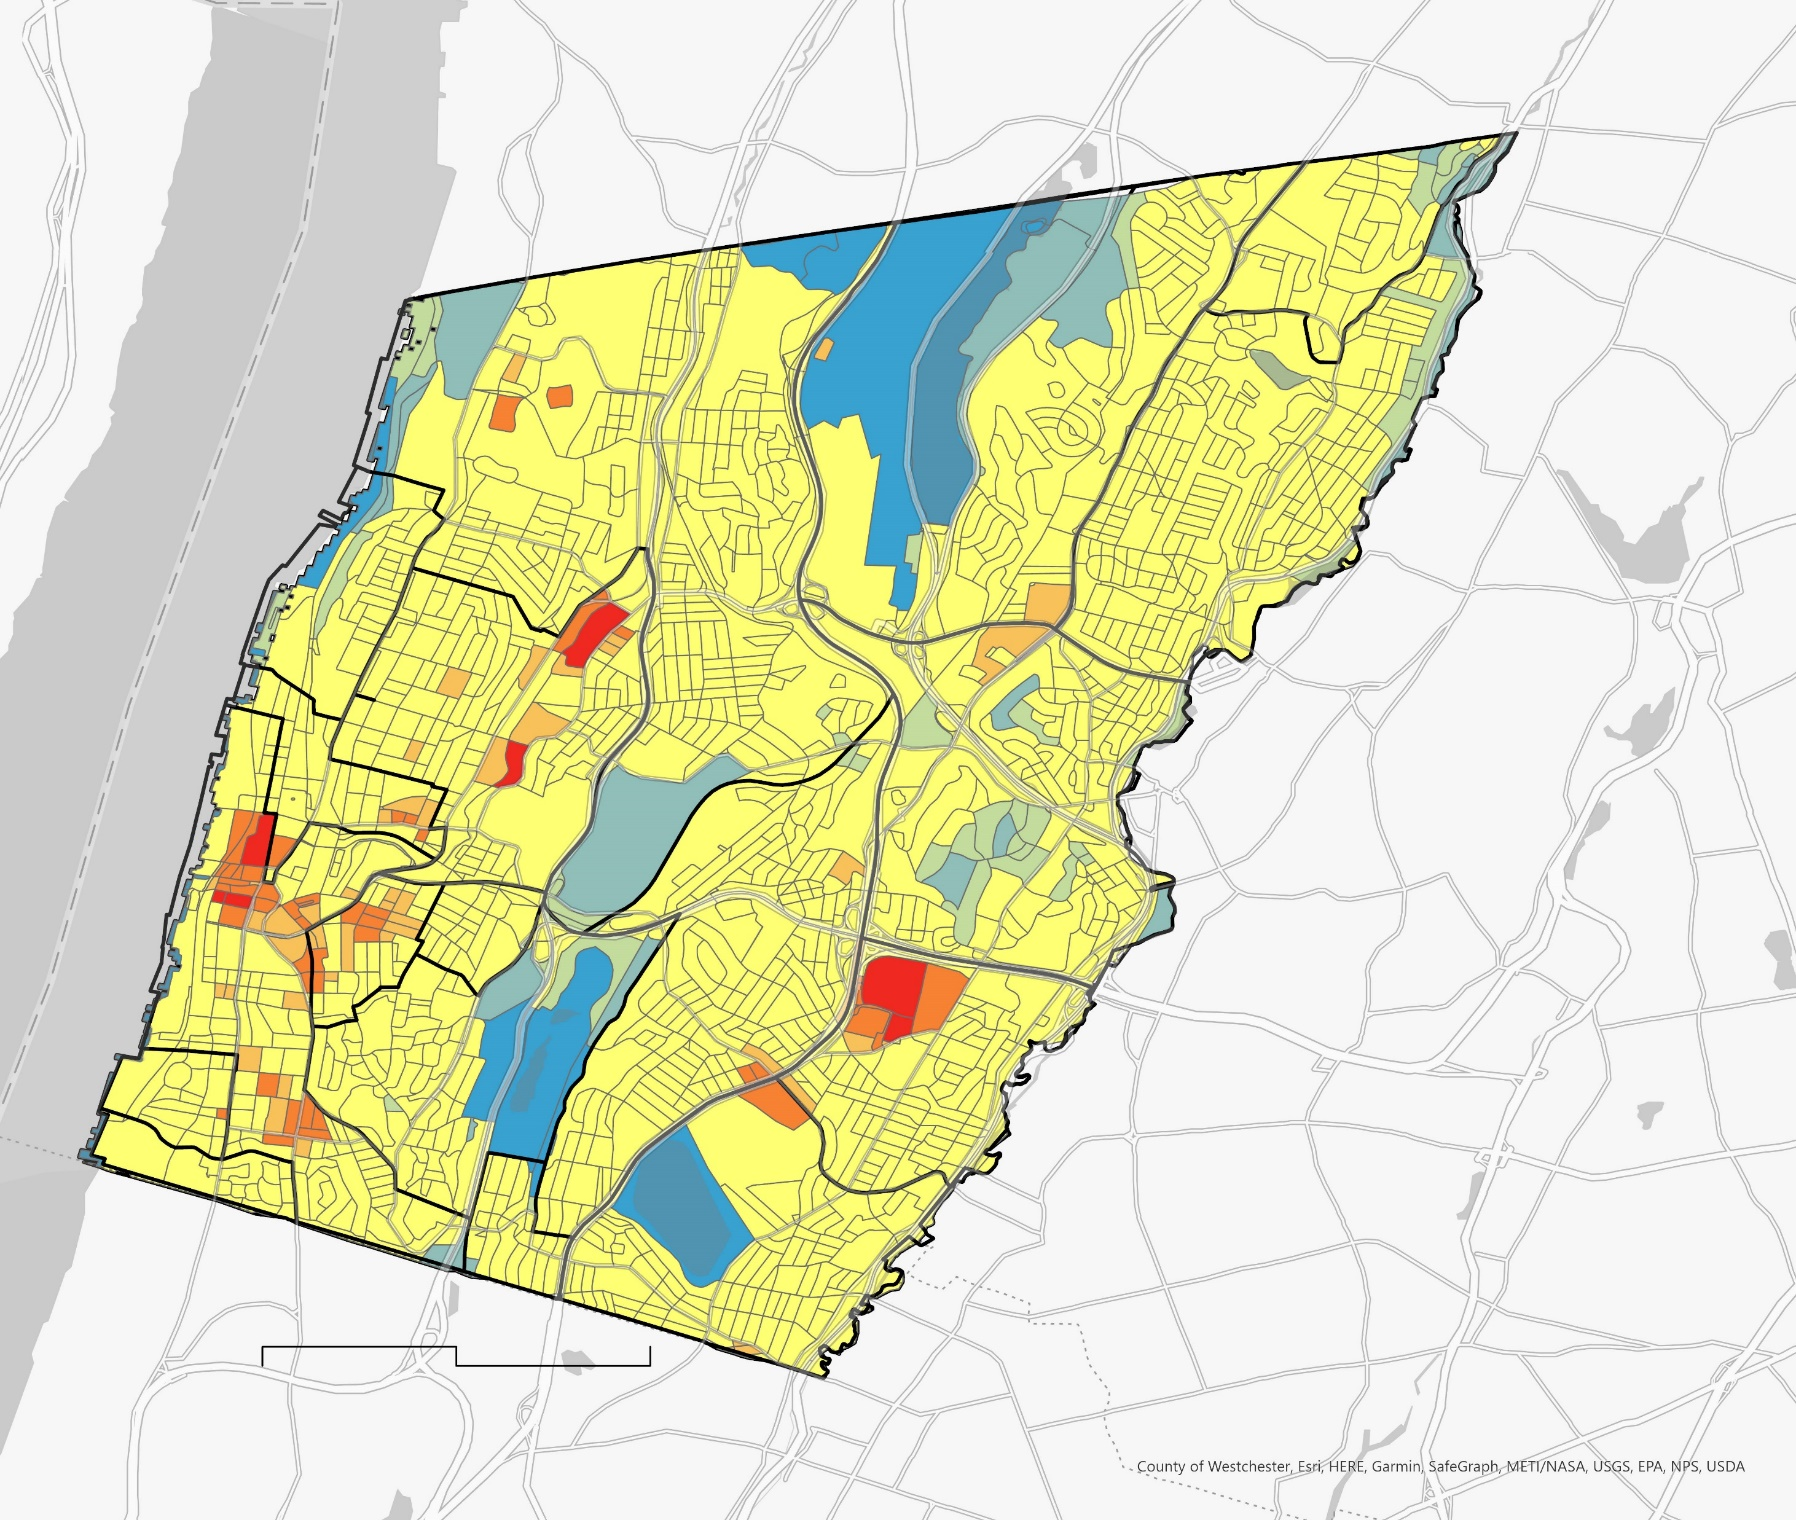 County of Westchester, Esri, HERE, Garmin, SafeGraph, METI/NASA, USGS, EPA, NPS, USDA